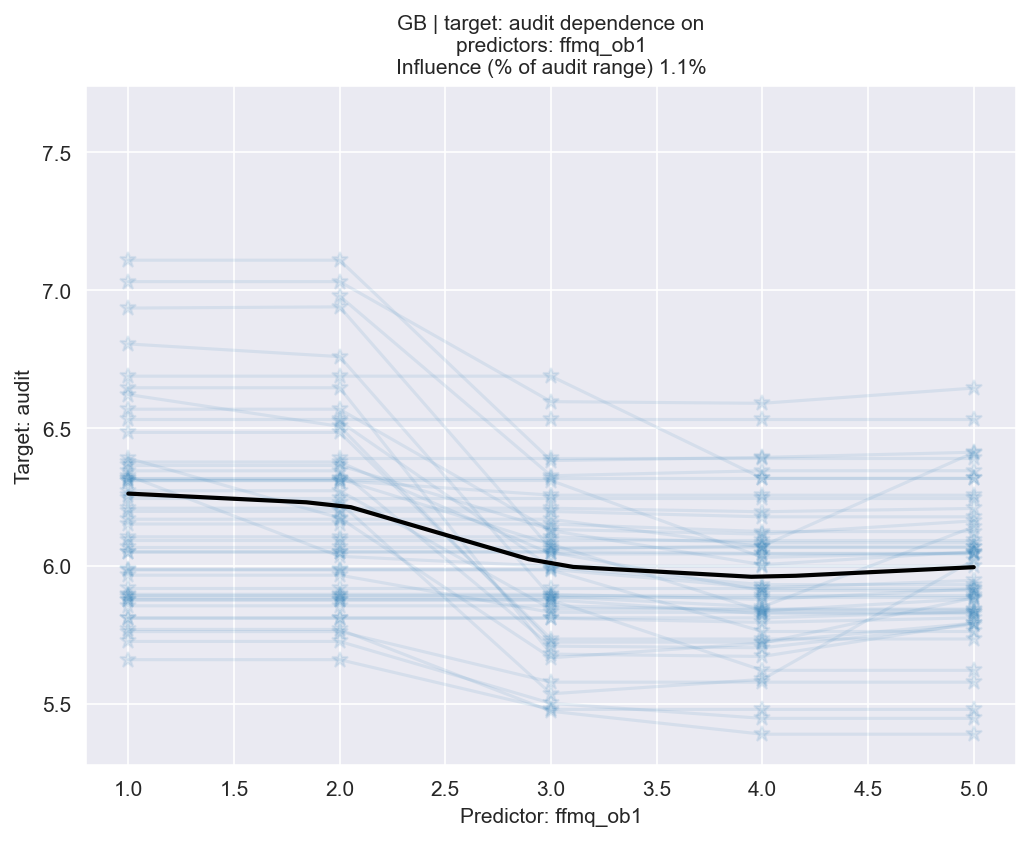 GB | target: audit dependence on
predictors: ffmq_ob1
Influence (% of audit range) 1.1%
7.5
7.0
6.5
6.0
5.5
Target: audit
1.0 1.5 2.0 2.5 3.0 3.5 4.0 4.5 5.0
Predictor: ffmq_ob1